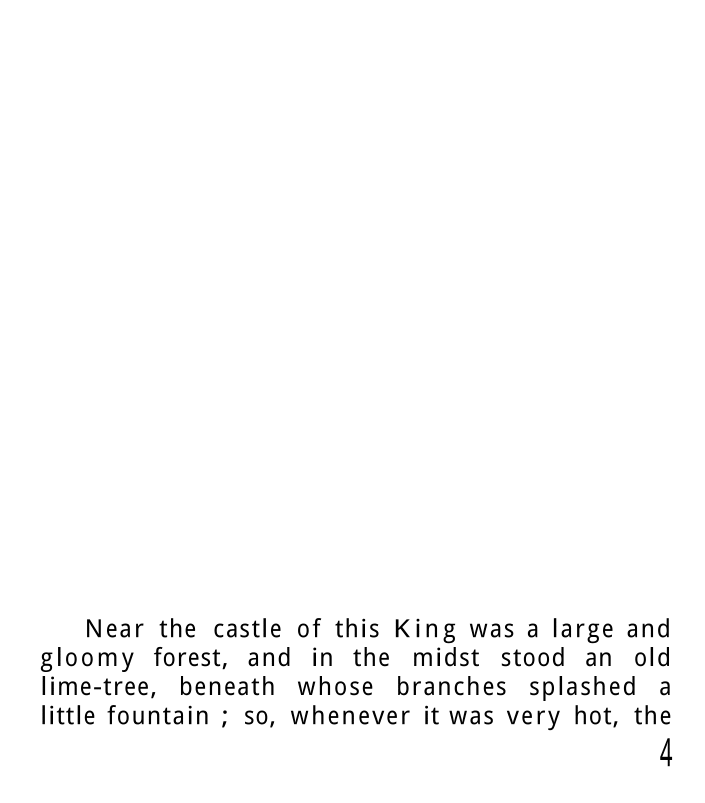 Near the castle of this King was a large and
gloomy forest, and in the midst stood an old
lime-tree, beneath whose branches splashed a
little fountain ; so, whenever it was very hot, the
4